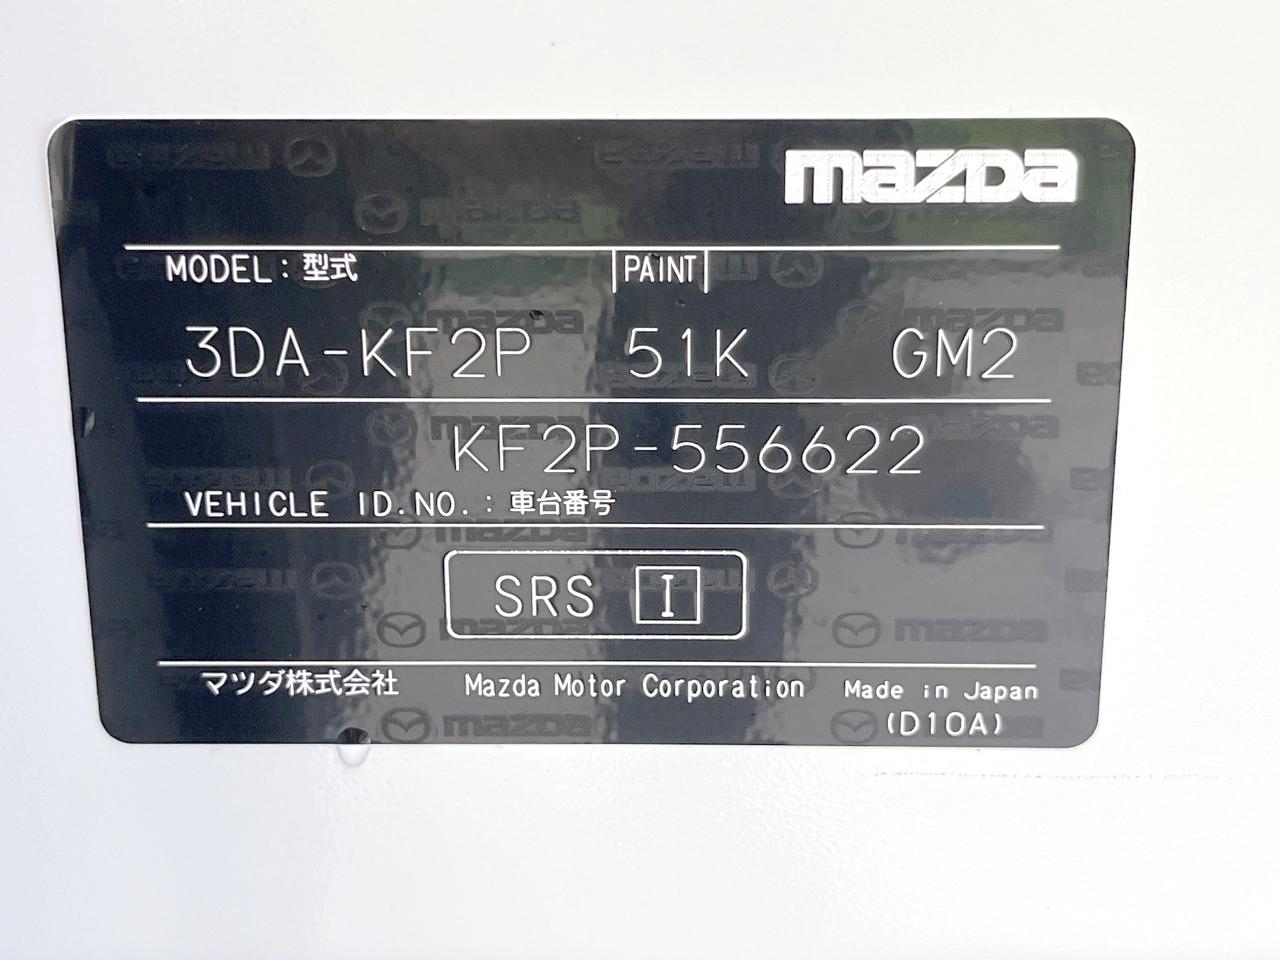 mazda
MODEL: 型式 PAINT
3DA-KF2P 51K GM2
KF2P-556622
VEHICLE ID.NO.: 車台番号
SRS I
マツダ株式会社 Mazda Motor Corporation Made in Japan
(D10A)